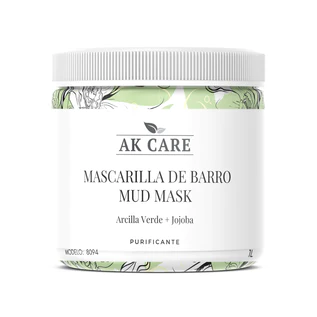 AK CARE
MASCARILLA DE BARRO
MUD MASK
Arcilla Verde + Jojoba
PURIFICANTE
MODELO: 8094